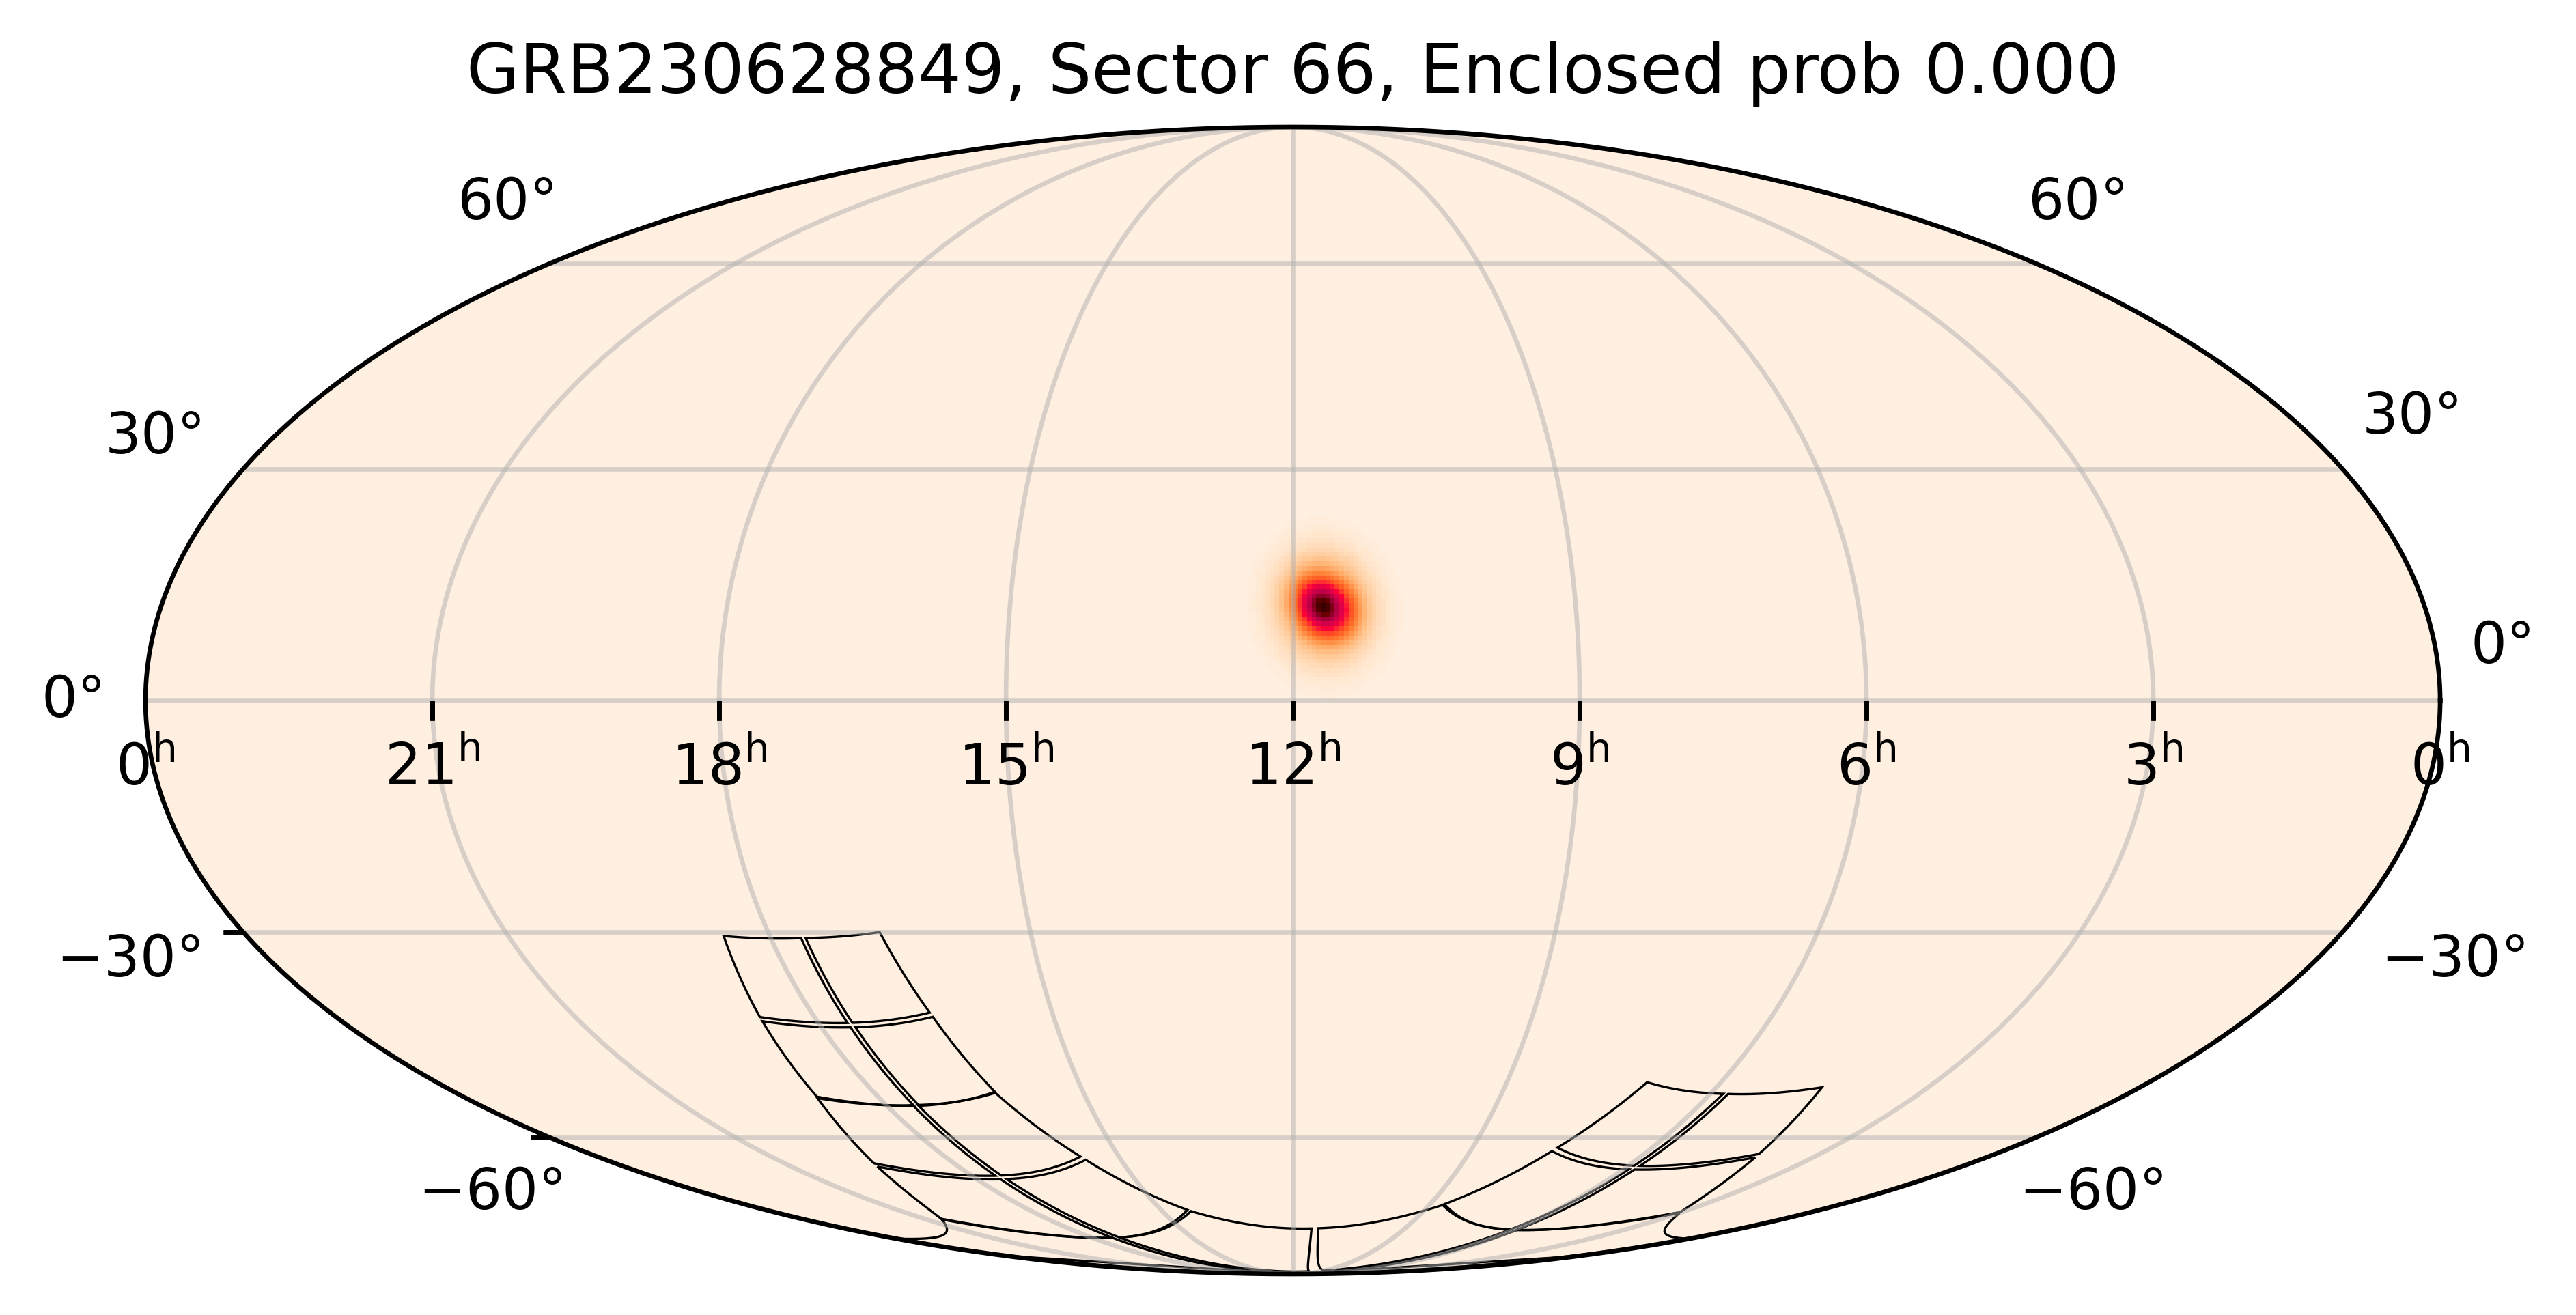 GRB230628849, Sector 66, Enclosed prob 0.000
60° 60°
30° 30°
0° 0°
0h 21h 18h 15h 12h 9h 6h 3h 0h
−30° −30°
−60° −60°